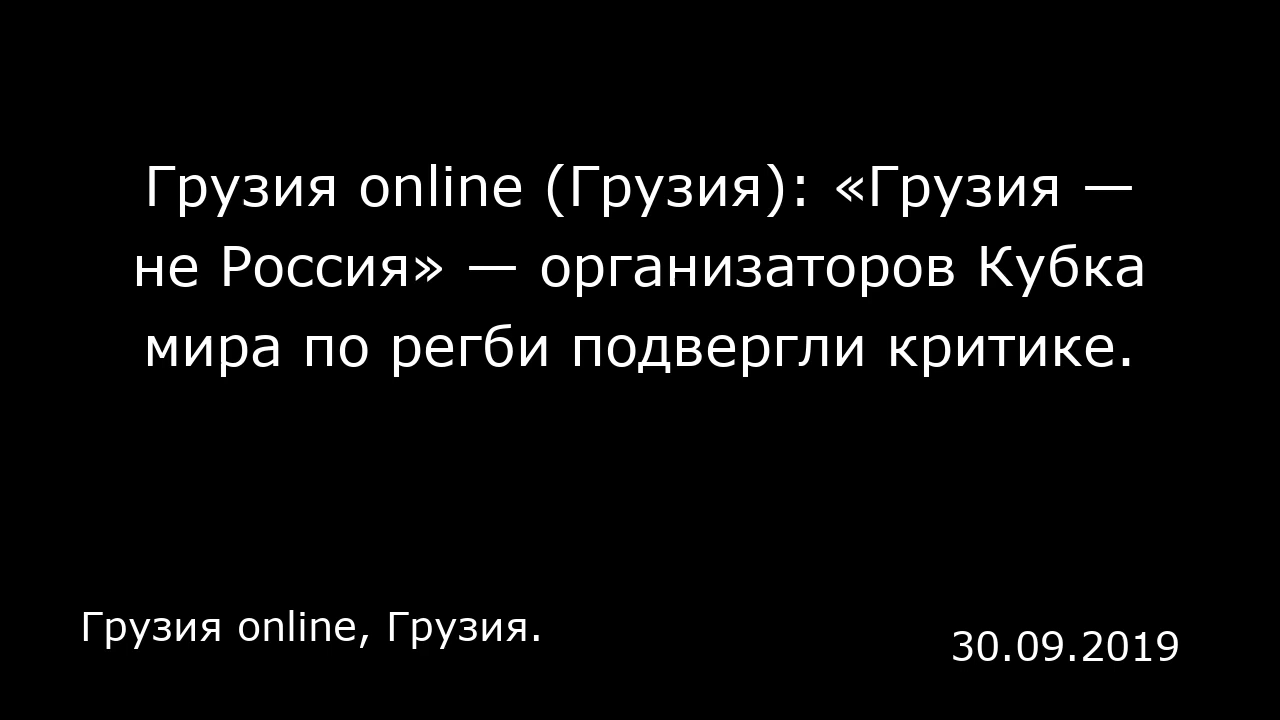 Грузия online (Грузия): «Грузия —
не Россия» — организаторов Кубка
мира по регби подвергли критике.
Грузия online, Грузия.
30.09.2019